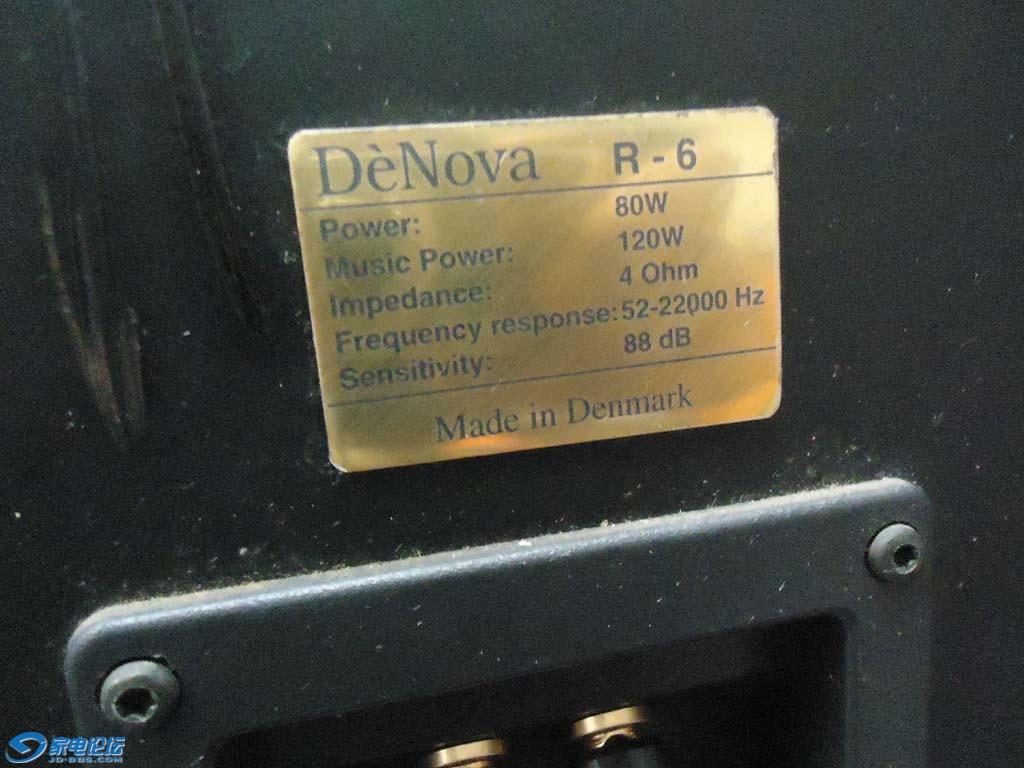 DèNova R - 6
Power: 80W
Music Power: 120W
Impedance: 4 Ohm
Frequency response: 52-22000 Hz
Sensitivity: 88 dB
Made in Denmark
家电论坛
JD-BBS.COM